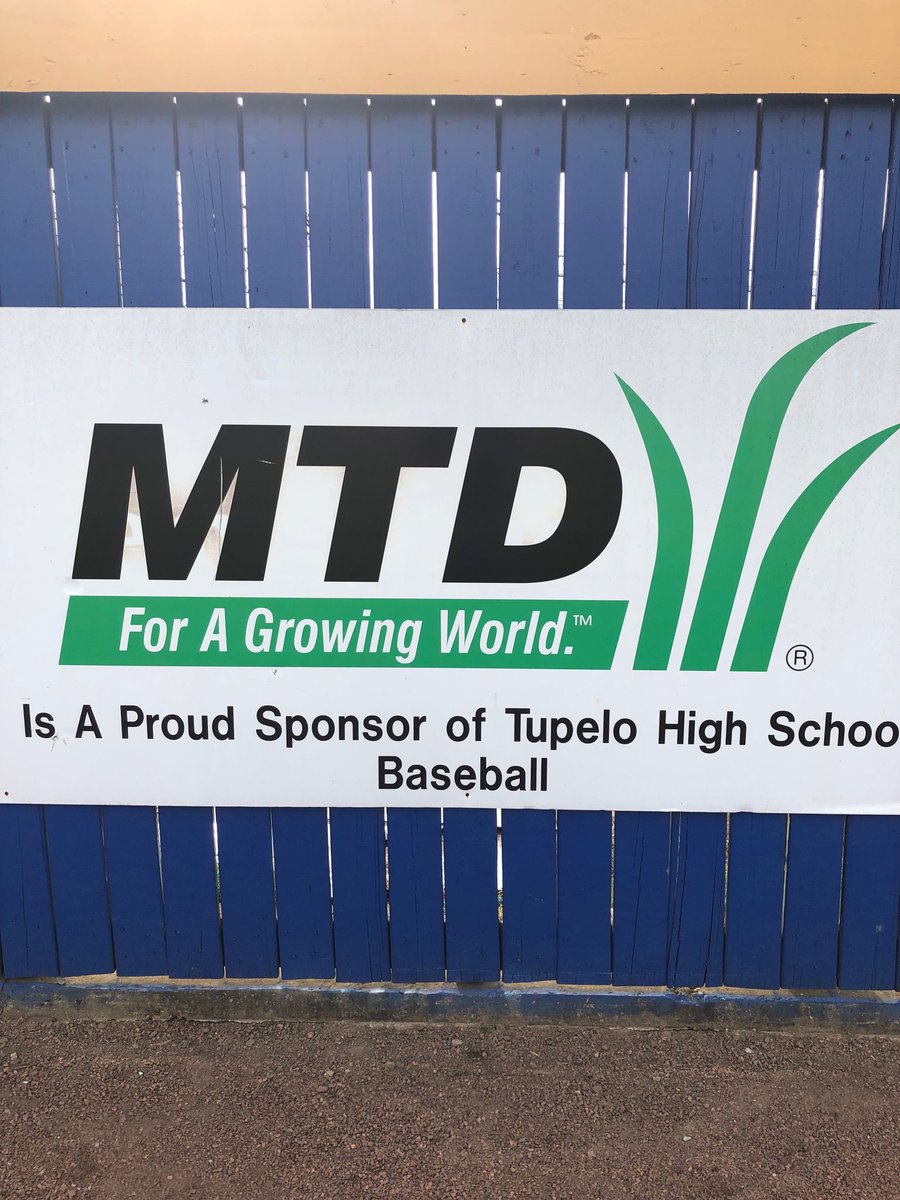 MTD
For A Growing World.™
®
Is A Proud Sponsor of Tupelo High Schoo
Baseball